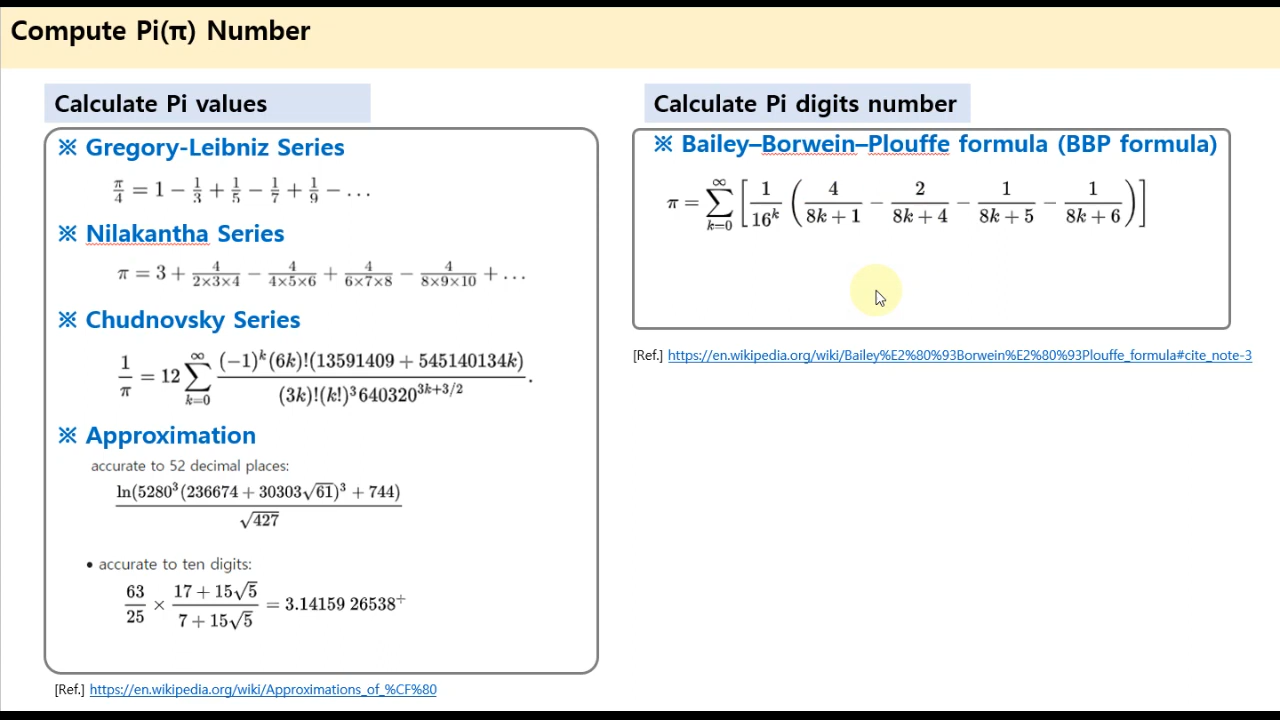 Compute Pi(π) Number
Calculate Pi values
※ Gregory-Leibniz Series
π/4 = 1 − 1/3 + 1/5 − 1/7 + 1/9 − ...
※ Nilakantha Series
π = 3 + 4/(2×3×4) − 4/(4×5×6) + 4/(6×7×8) − 4/(8×9×10) + ...
※ Chudnovsky Series
1/π = 12 ∑_{k=0}^{∞} (−1)^k (6k)!(13591409 + 545140134k) / ((3k)!(k!)^3 640320^{3k+3/2}).
※ Approximation
accurate to 52 decimal places:
ln(5280^3(236674 + 30303√61)^3 + 744) / √427
• accurate to ten digits:
63/25 × (17 + 15√5)/(7 + 15√5) = 3.14159 26538^+
[Ref.] https://en.wikipedia.org/wiki/Approximations_of_%CF%80
Calculate Pi digits number
※ Bailey–Borwein–Plouffe formula (BBP formula)
π = ∑_{k=0}^{∞} [1/16^k (4/(8k + 1) − 2/(8k + 4) − 1/(8k + 5) − 1/(8k + 6))]
[Ref.] https://en.wikipedia.org/wiki/Bailey%E2%80%93Borwein%E2%80%93Plouffe_formula#cite_note-3